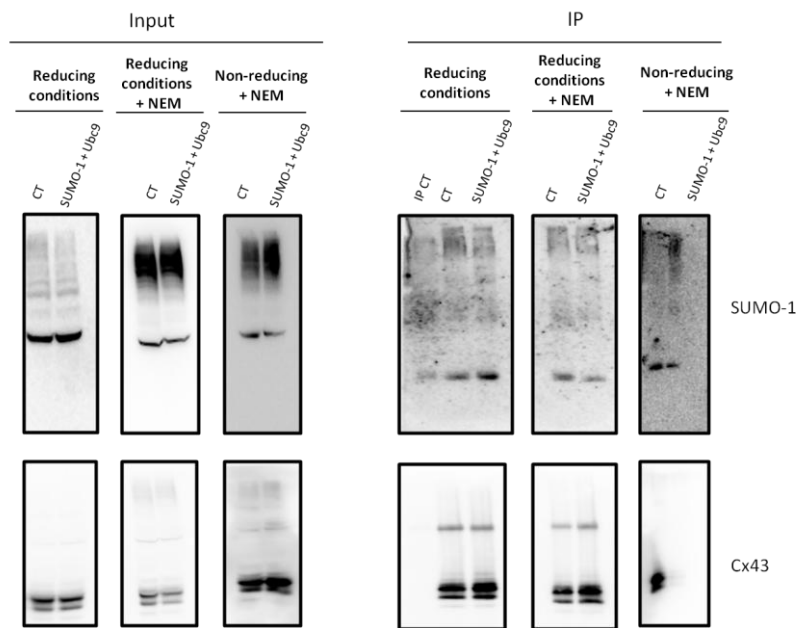 Input
IP
Reducing
conditions
Reducing
conditions
+ NEM
Non-reducing
+ NEM
Reducing
conditions
Reducing
conditions
+ NEM
Non-reducing
+ NEM
CT
SUMO-1 + Ubc9
CT
SUMO-1 + Ubc9
CT
SUMO-1 + Ubc9
IP CT
CT
SUMO-1 + Ubc9
CT
SUMO-1 + Ubc9
CT
SUMO-1 + Ubc9
SUMO-1
Cx43